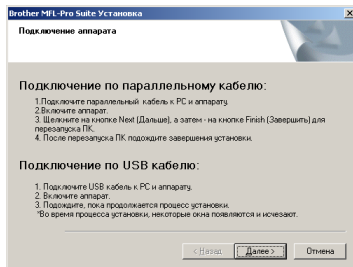 Brother MFL-Pro Suite Установка
Подключение аппарата
Подключение по параллельному кабелю:
1.Подключите параллельный кабель к PC и аппарату.
2.Включите аппарат.
3. Щелкните на кнопке Next (Дальше), а затем - на кнопке Finish (Завершить) для
перезапуска ПК.
4. После перезапуска ПК подождите завершения установки.
Подключение по USB кабелю:
1. Подключите USB кабель к PC и аппарату.
2. Включите аппарат.
3. Подождите, пока продолжается процесс установки.
*Во время процесса установки, некоторые окна появляются и исчезают.
< Назад
Далее >
Отмена